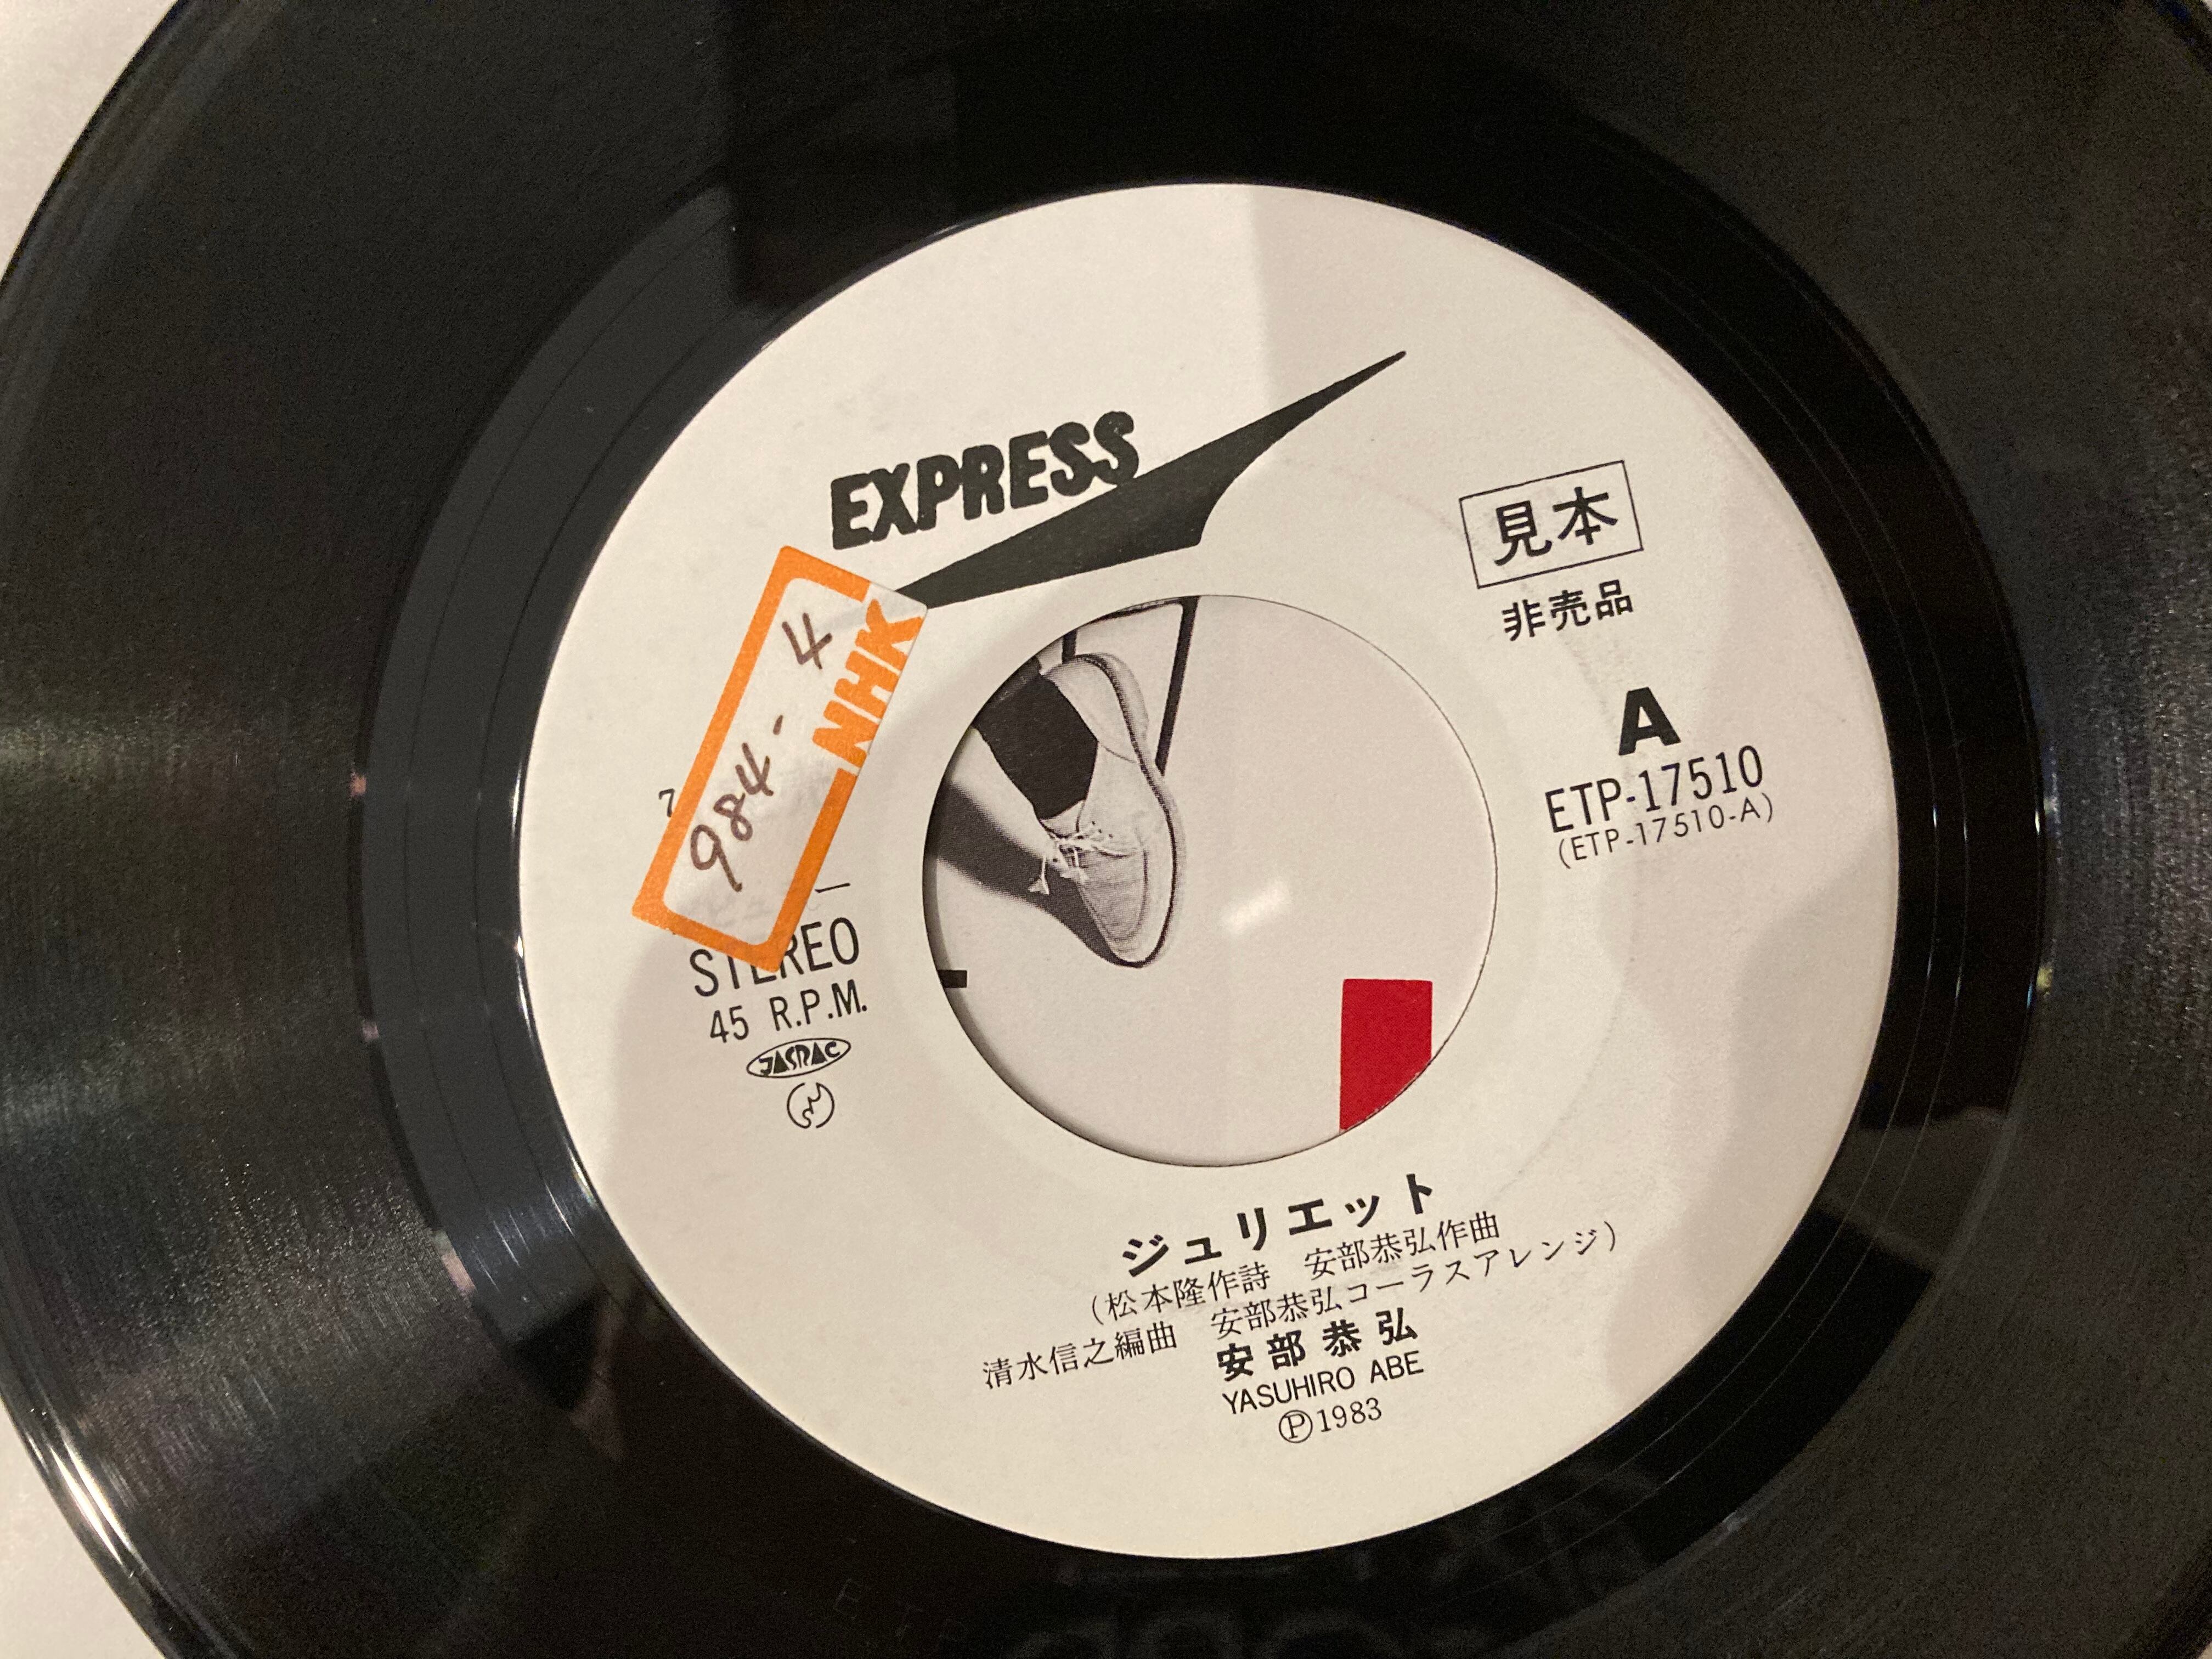 EXPRESS
見本
非売品
NHK
984-4
A
ETP-17510
(ETP-17510-A)
STEREO
45 R.P.M.
JASRAC
ジュリエット
(松本隆作詩 安部恭弘作曲
清水信之編曲 安部恭弘コーラスアレンジ)
安部恭弘
YASUHIRO ABE
Ⓟ1983